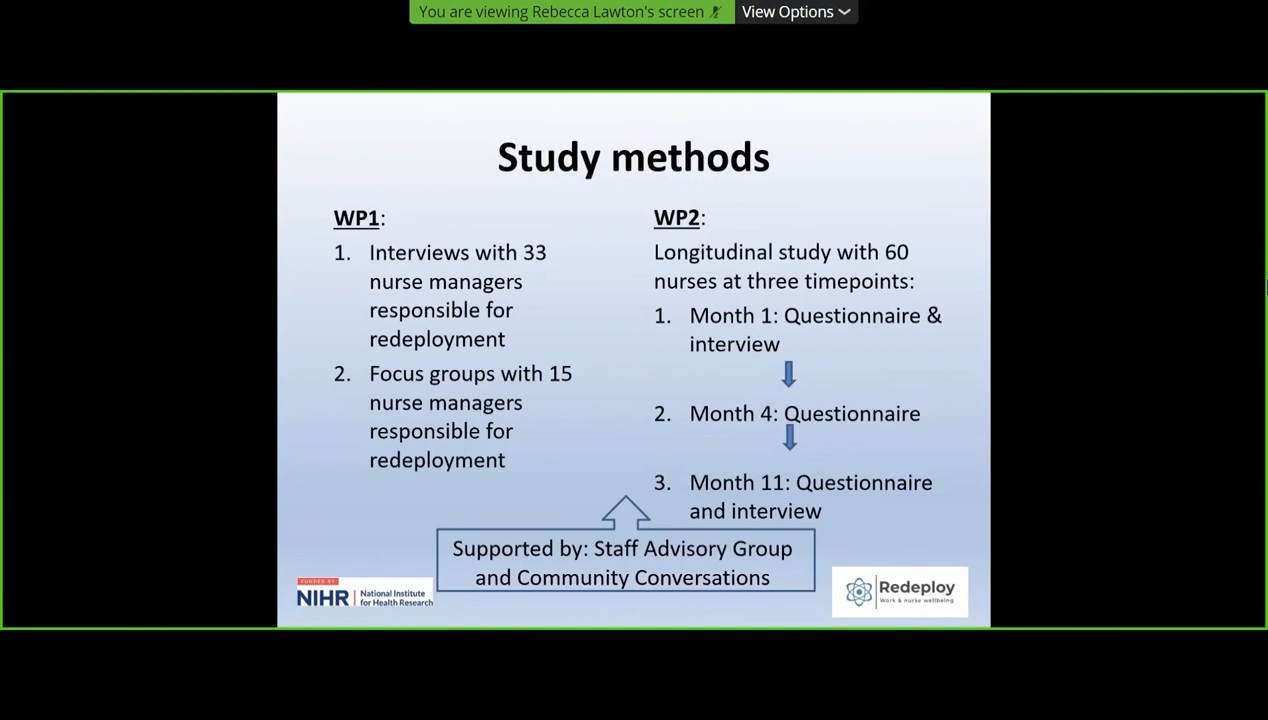 You are viewing Rebecca Lawton's screen
View Options
Study methods
WP1:
1. Interviews with 33
nurse managers
responsible for
redeployment
2. Focus groups with 15
nurse managers
responsible for
redeployment
WP2:
Longitudinal study with 60
nurses at three timepoints:
1. Month 1: Questionnaire &
interview
2. Month 4: Questionnaire
3. Month 11: Questionnaire
and interview
Supported by: Staff Advisory Group
and Community Conversations
FUNDED BY
NIHR | National Institute
for Health Research
Redeploy
Work & nurse wellbeing